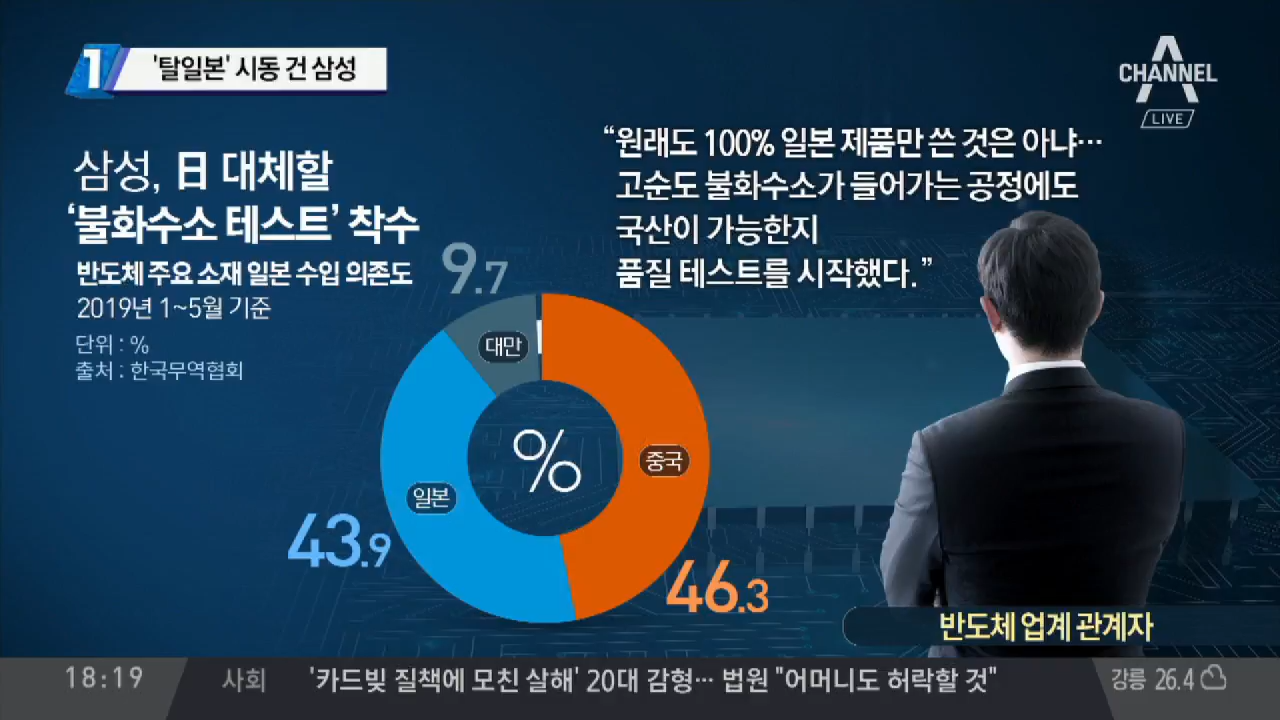 1 '탈일본' 시동 건 삼성
CHANNEL A
LIVE
삼성, 日 대체할
'불화수소 테스트' 착수
반도체 주요 소재 일본 수입 의존도
2019년 1~5월 기준
단위 : %
출처 : 한국무역협회
“원래도 100% 일본 제품만 쓴 것은 아냐…
고순도 불화수소가 들어가는 공정에도
국산이 가능한지
품질 테스트를 시작했다.”
9.7
대만
%
중국
일본
43.9
46.3
반도체 업계 관계자
18:19 사회 '카드빚 질책에 모친 살해' 20대 감형… 법원 "어머니도 허락할 것" 강릉 26.4